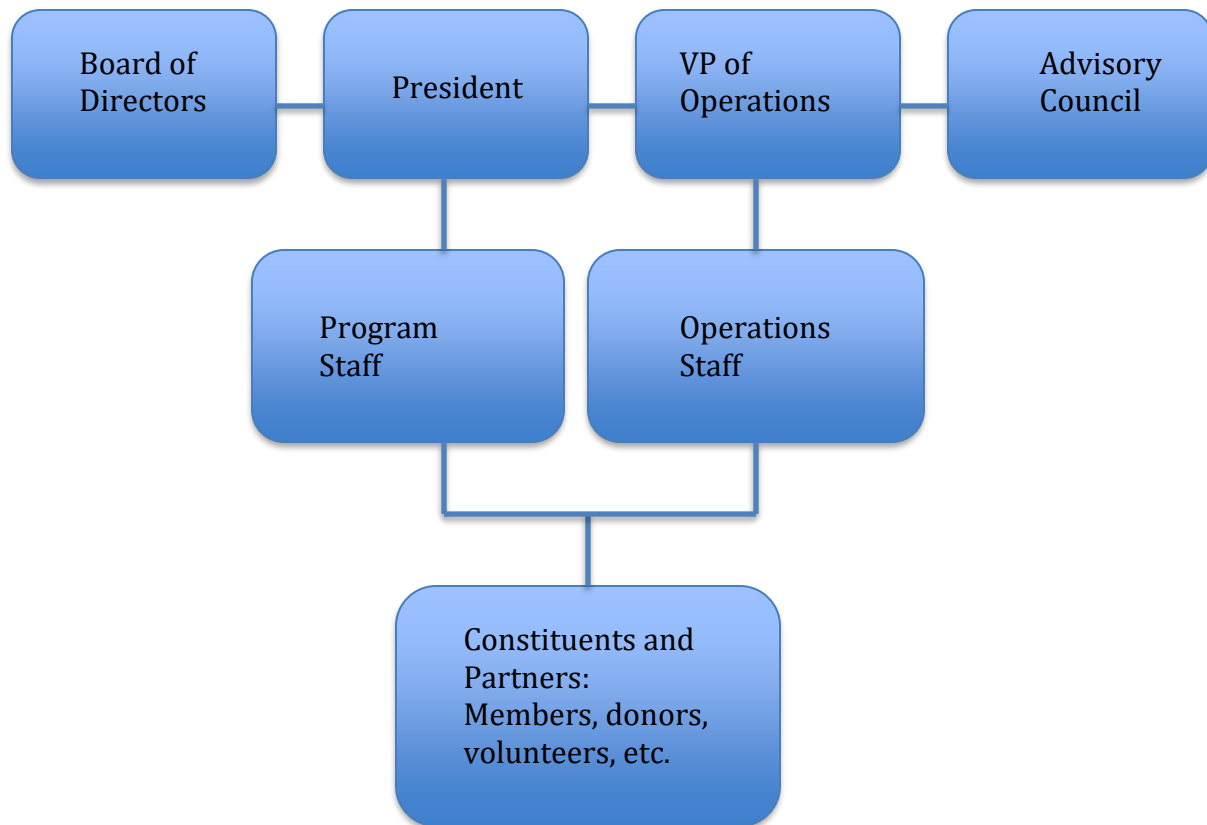 Board of
Directors
President
VP of
Operations
Advisory
Council
Program
Staff
Operations
Staff
Constituents and
Partners:
Members, donors,
volunteers, etc.